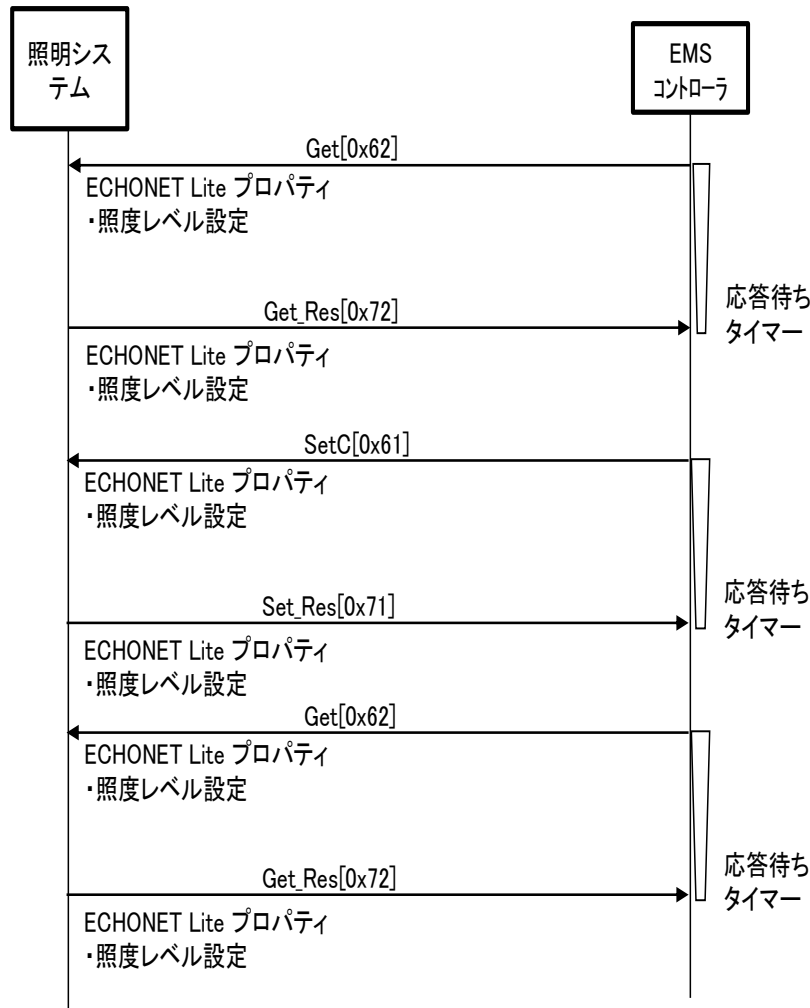 照明シス
テム
EMS
コントローラ
Get[0x62]
ECHONET Lite プロパティ
・照度レベル設定
応答待ち
タイマー
Get_Res[0x72]
ECHONET Lite プロパティ
・照度レベル設定
SetC[0x61]
ECHONET Lite プロパティ
・照度レベル設定
応答待ち
タイマー
Set_Res[0x71]
ECHONET Lite プロパティ
・照度レベル設定
Get[0x62]
ECHONET Lite プロパティ
・照度レベル設定
応答待ち
タイマー
Get_Res[0x72]
ECHONET Lite プロパティ
・照度レベル設定